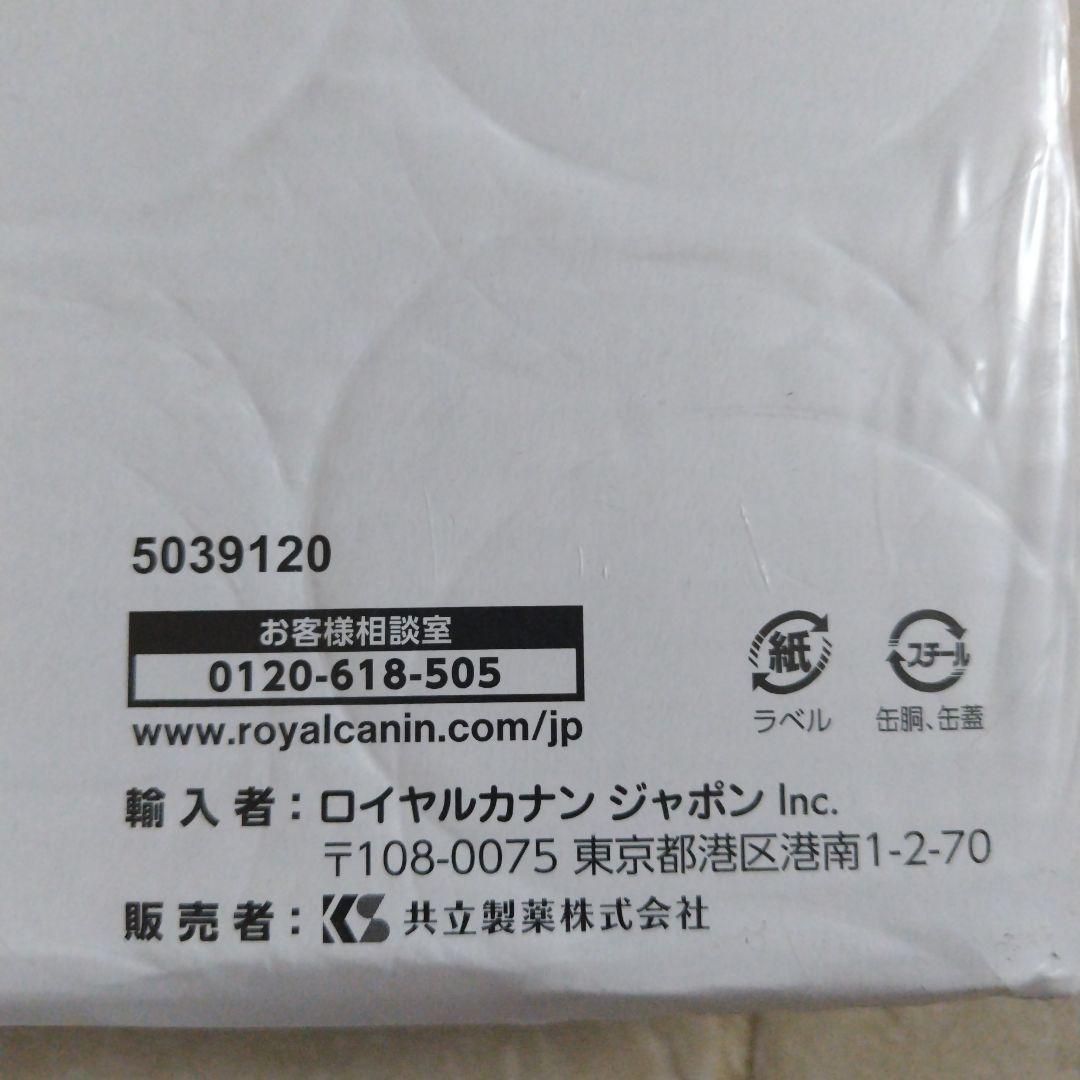 5039120
お客様相談室
0120-618-505
www.royalcanin.com/jp
紙
ラベル
スチール
缶胴、缶蓋
輸入者：ロイヤルカナン ジャポン Inc.
〒108-0075 東京都港区港南1-2-70
販売者：KS 共立製薬株式会社